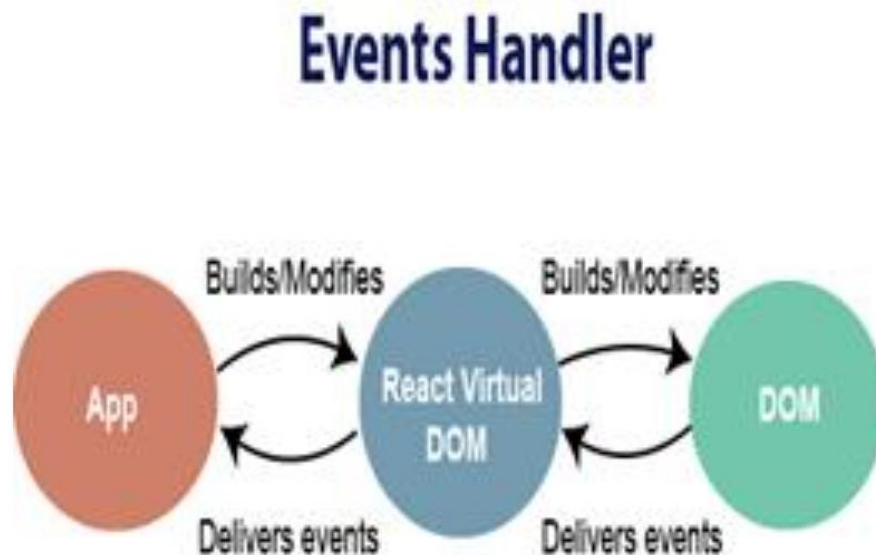 Events Handler
Builds/Modifies
Builds/Modifies
App
React Virtual
DOM
DOM
Delivers events
Delivers events